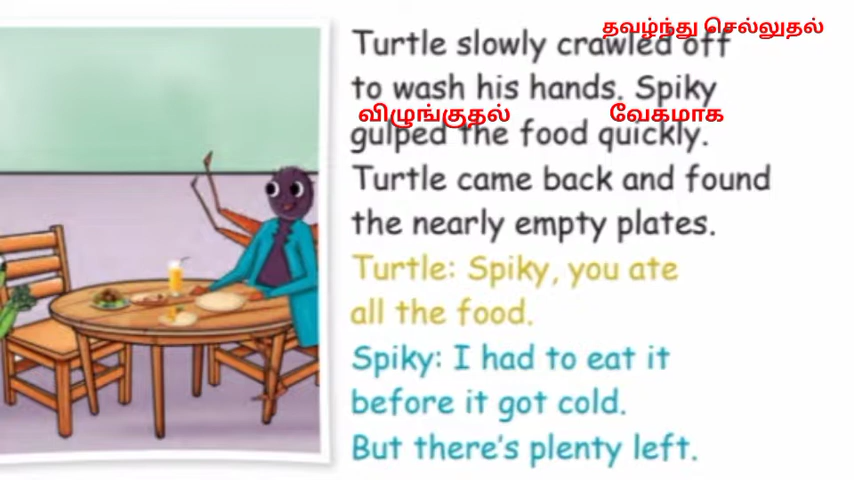 தவழ்ந்து செல்லுதல்
Turtle slowly crawled off
to wash his hands. Spiky
விழுங்குதல் வேகமாக
gulped the food quickly.
Turtle came back and found
the nearly empty plates.
Turtle: Spiky, you ate
all the food.
Spiky: I had to eat it
before it got cold.
But there's plenty left.